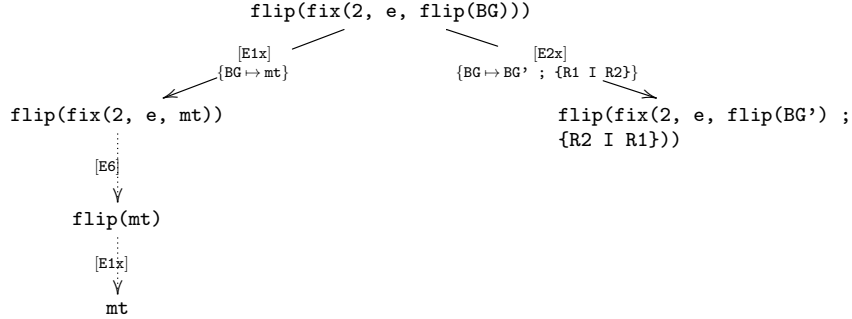 flip(fix(2, e, flip(BG)))
[E1x]
{BG ↦ mt}
[E2x]
{BG ↦ BG' ; {R1 I R2}}
flip(fix(2, e, mt))
flip(fix(2, e, flip(BG') ;
{R2 I R1}))
[E6]
flip(mt)
[E1x]
mt